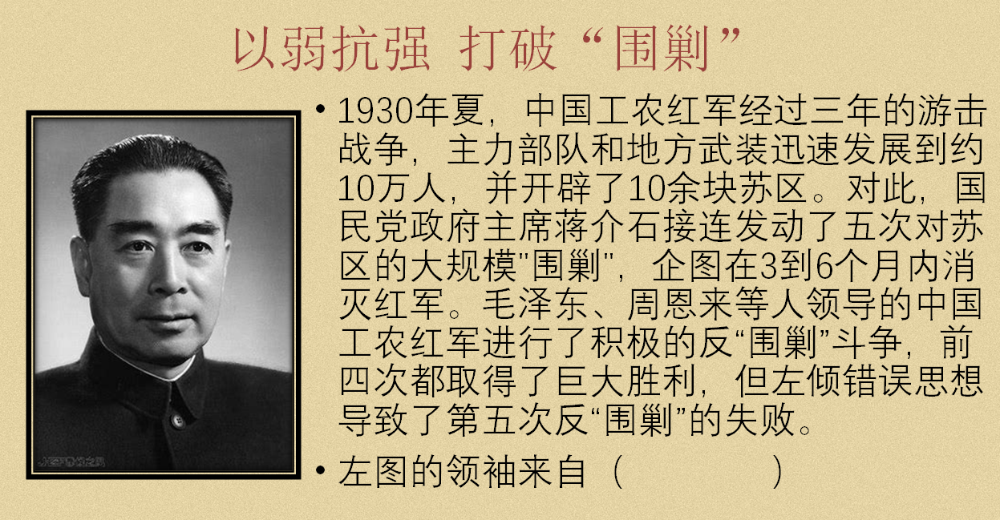 以弱抗强 打破“围剿”
• 1930年夏，中国工农红军经过三年的游击
战争，主力部队和地方武装迅速发展到约
10万人，并开辟了10余块苏区。对此，国
民党政府主席蒋介石接连发动了五次对苏
区的大规模"围剿"，企图在3到6个月内消
灭红军。毛泽东、周恩来等人领导的中国
工农红军进行了积极的反“围剿”斗争，前
四次都取得了巨大胜利，但左倾错误思想
导致了第五次反“围剿”的失败。
• 左图的领袖来自（          ）